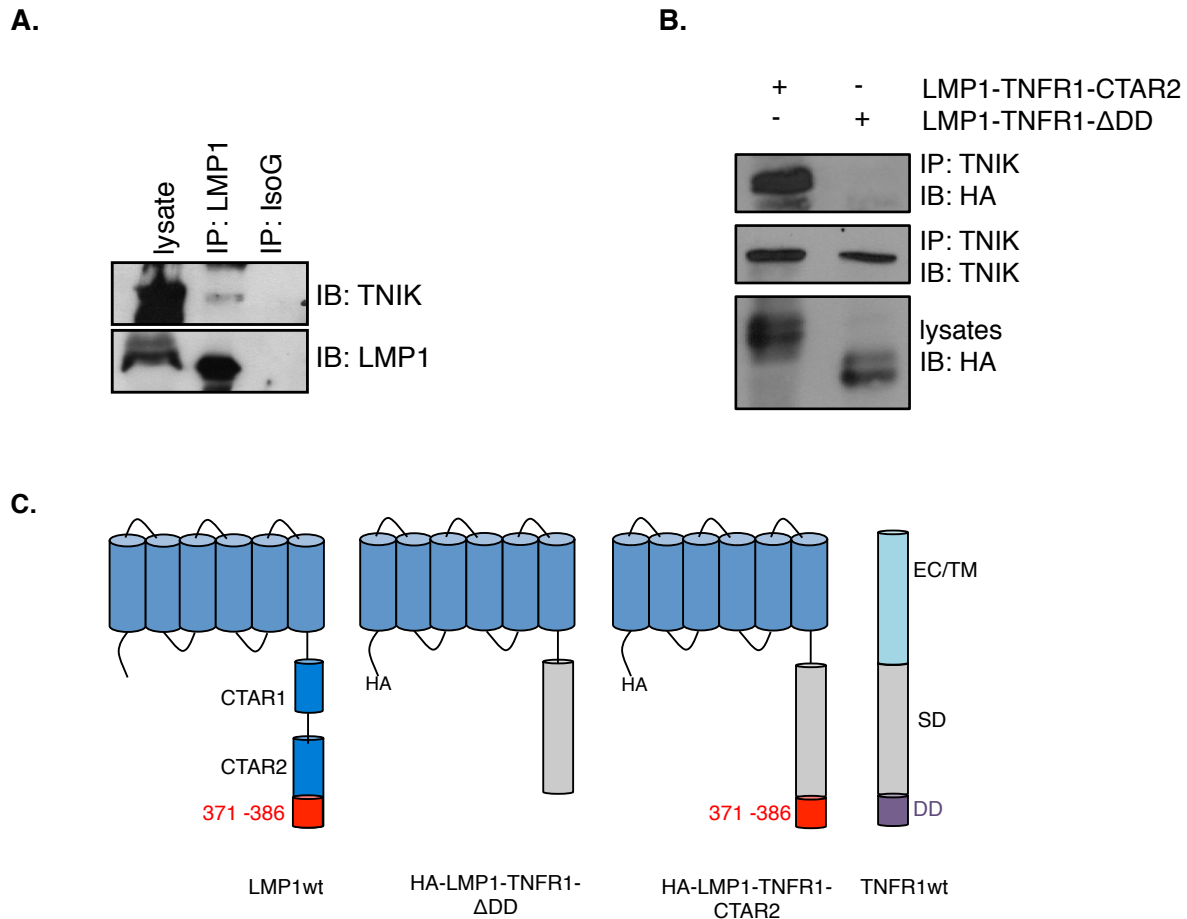 A.
lysate
IP: LMP1
IP: IsoG
IB: TNIK
IB: LMP1
B.
+ - LMP1-TNFR1-CTAR2
- + LMP1-TNFR1-ΔDD
IP: TNIK
IB: HA
IP: TNIK
IB: TNIK
lysates
IB: HA
C.
CTAR1
CTAR2
371 -386
LMP1wt
HA
HA-LMP1-TNFR1-
ΔDD
HA
371 -386
HA-LMP1-TNFR1-
CTAR2
EC/TM
SD
DD
TNFR1wt